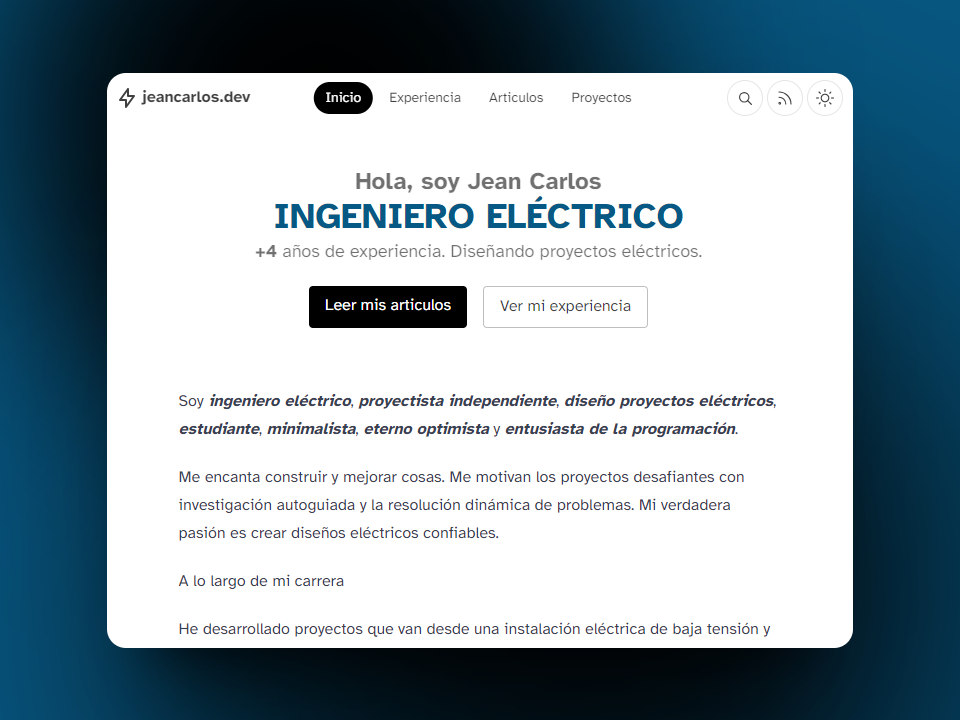 jeancarlos.dev
Inicio
Experiencia
Articulos
Proyectos
Hola, soy Jean Carlos
INGENIERO ELÉCTRICO
+4 años de experiencia. Diseñando proyectos eléctricos.
Leer mis articulos
Ver mi experiencia
Soy ingeniero eléctrico, proyectista independiente, diseño proyectos eléctricos,
estudiante, minimalista, eterno optimista y entusiasta de la programación.
Me encanta construir y mejorar cosas. Me motivan los proyectos desafiantes con
investigación autoguiada y la resolución dinámica de problemas. Mi verdadera
pasión es crear diseños eléctricos confiables.
A lo largo de mi carrera
He desarrollado proyectos que van desde una instalación eléctrica de baja tensión y